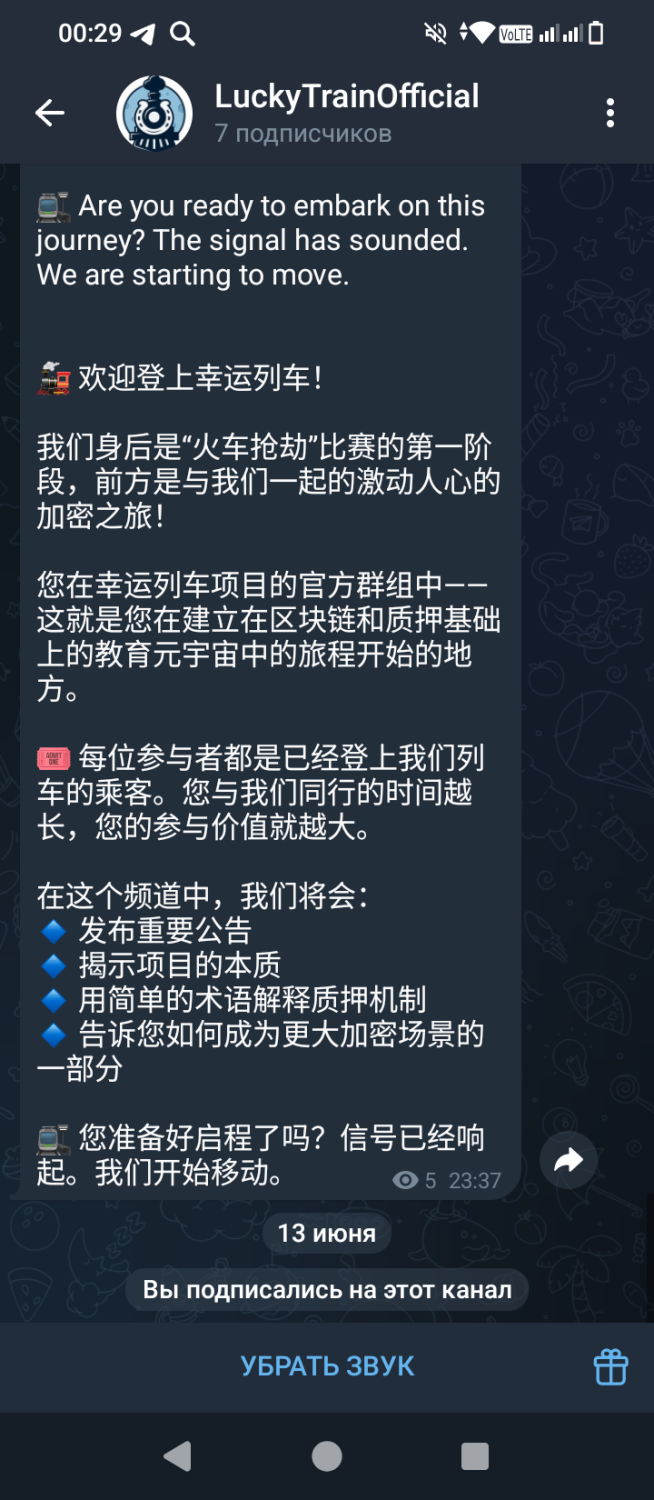 00:29
VoLTE
LuckyTrainOfficial
7 подписчиков
🚉 Are you ready to embark on this
journey? The signal has sounded.
We are starting to move.
🚂 欢迎登上幸运列车！
我们身后是“火车抢劫”比赛的第一阶
段，前方是与我们一起的激动人心的
加密之旅！
您在幸运列车项目的官方群组中——
这就是您在建立在区块链和质押基础
上的教育元宇宙中的旅程开始的地
方。
🎟 每位参与者都是已经登上我们列
车的乘客。您与我们同行的时间越
长，您的参与价值就越大。
在这个频道中，我们将会：
🔹 发布重要公告
🔹 揭示项目的本质
🔹 用简单的术语解释质押机制
🔹 告诉您如何成为更大加密场景的
一部分
🚉 您准备好启程了吗？信号已经响
起。我们开始移动。
5 23:37
13 июня
Вы подписались на этот канал
УБРАТЬ ЗВУК